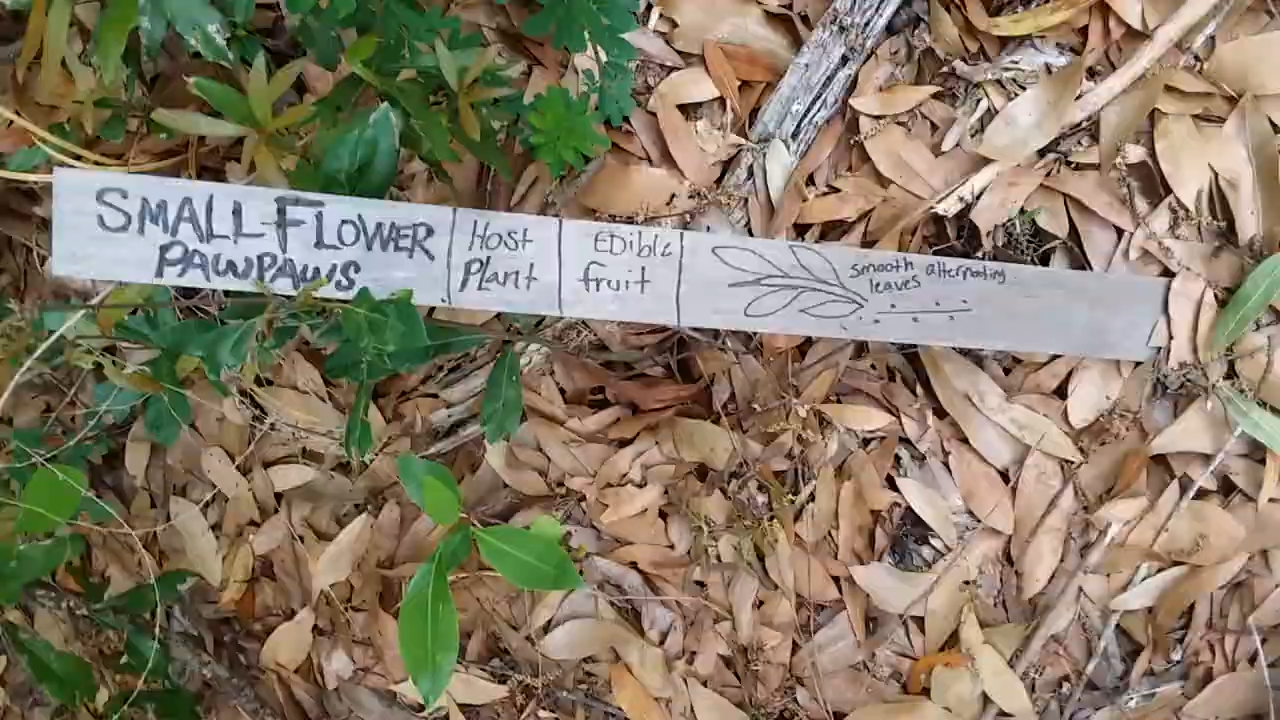 SMALL FLOWER
PAWPAWS
Host
Plant
EDible
fruit
smooth alternating
leaves